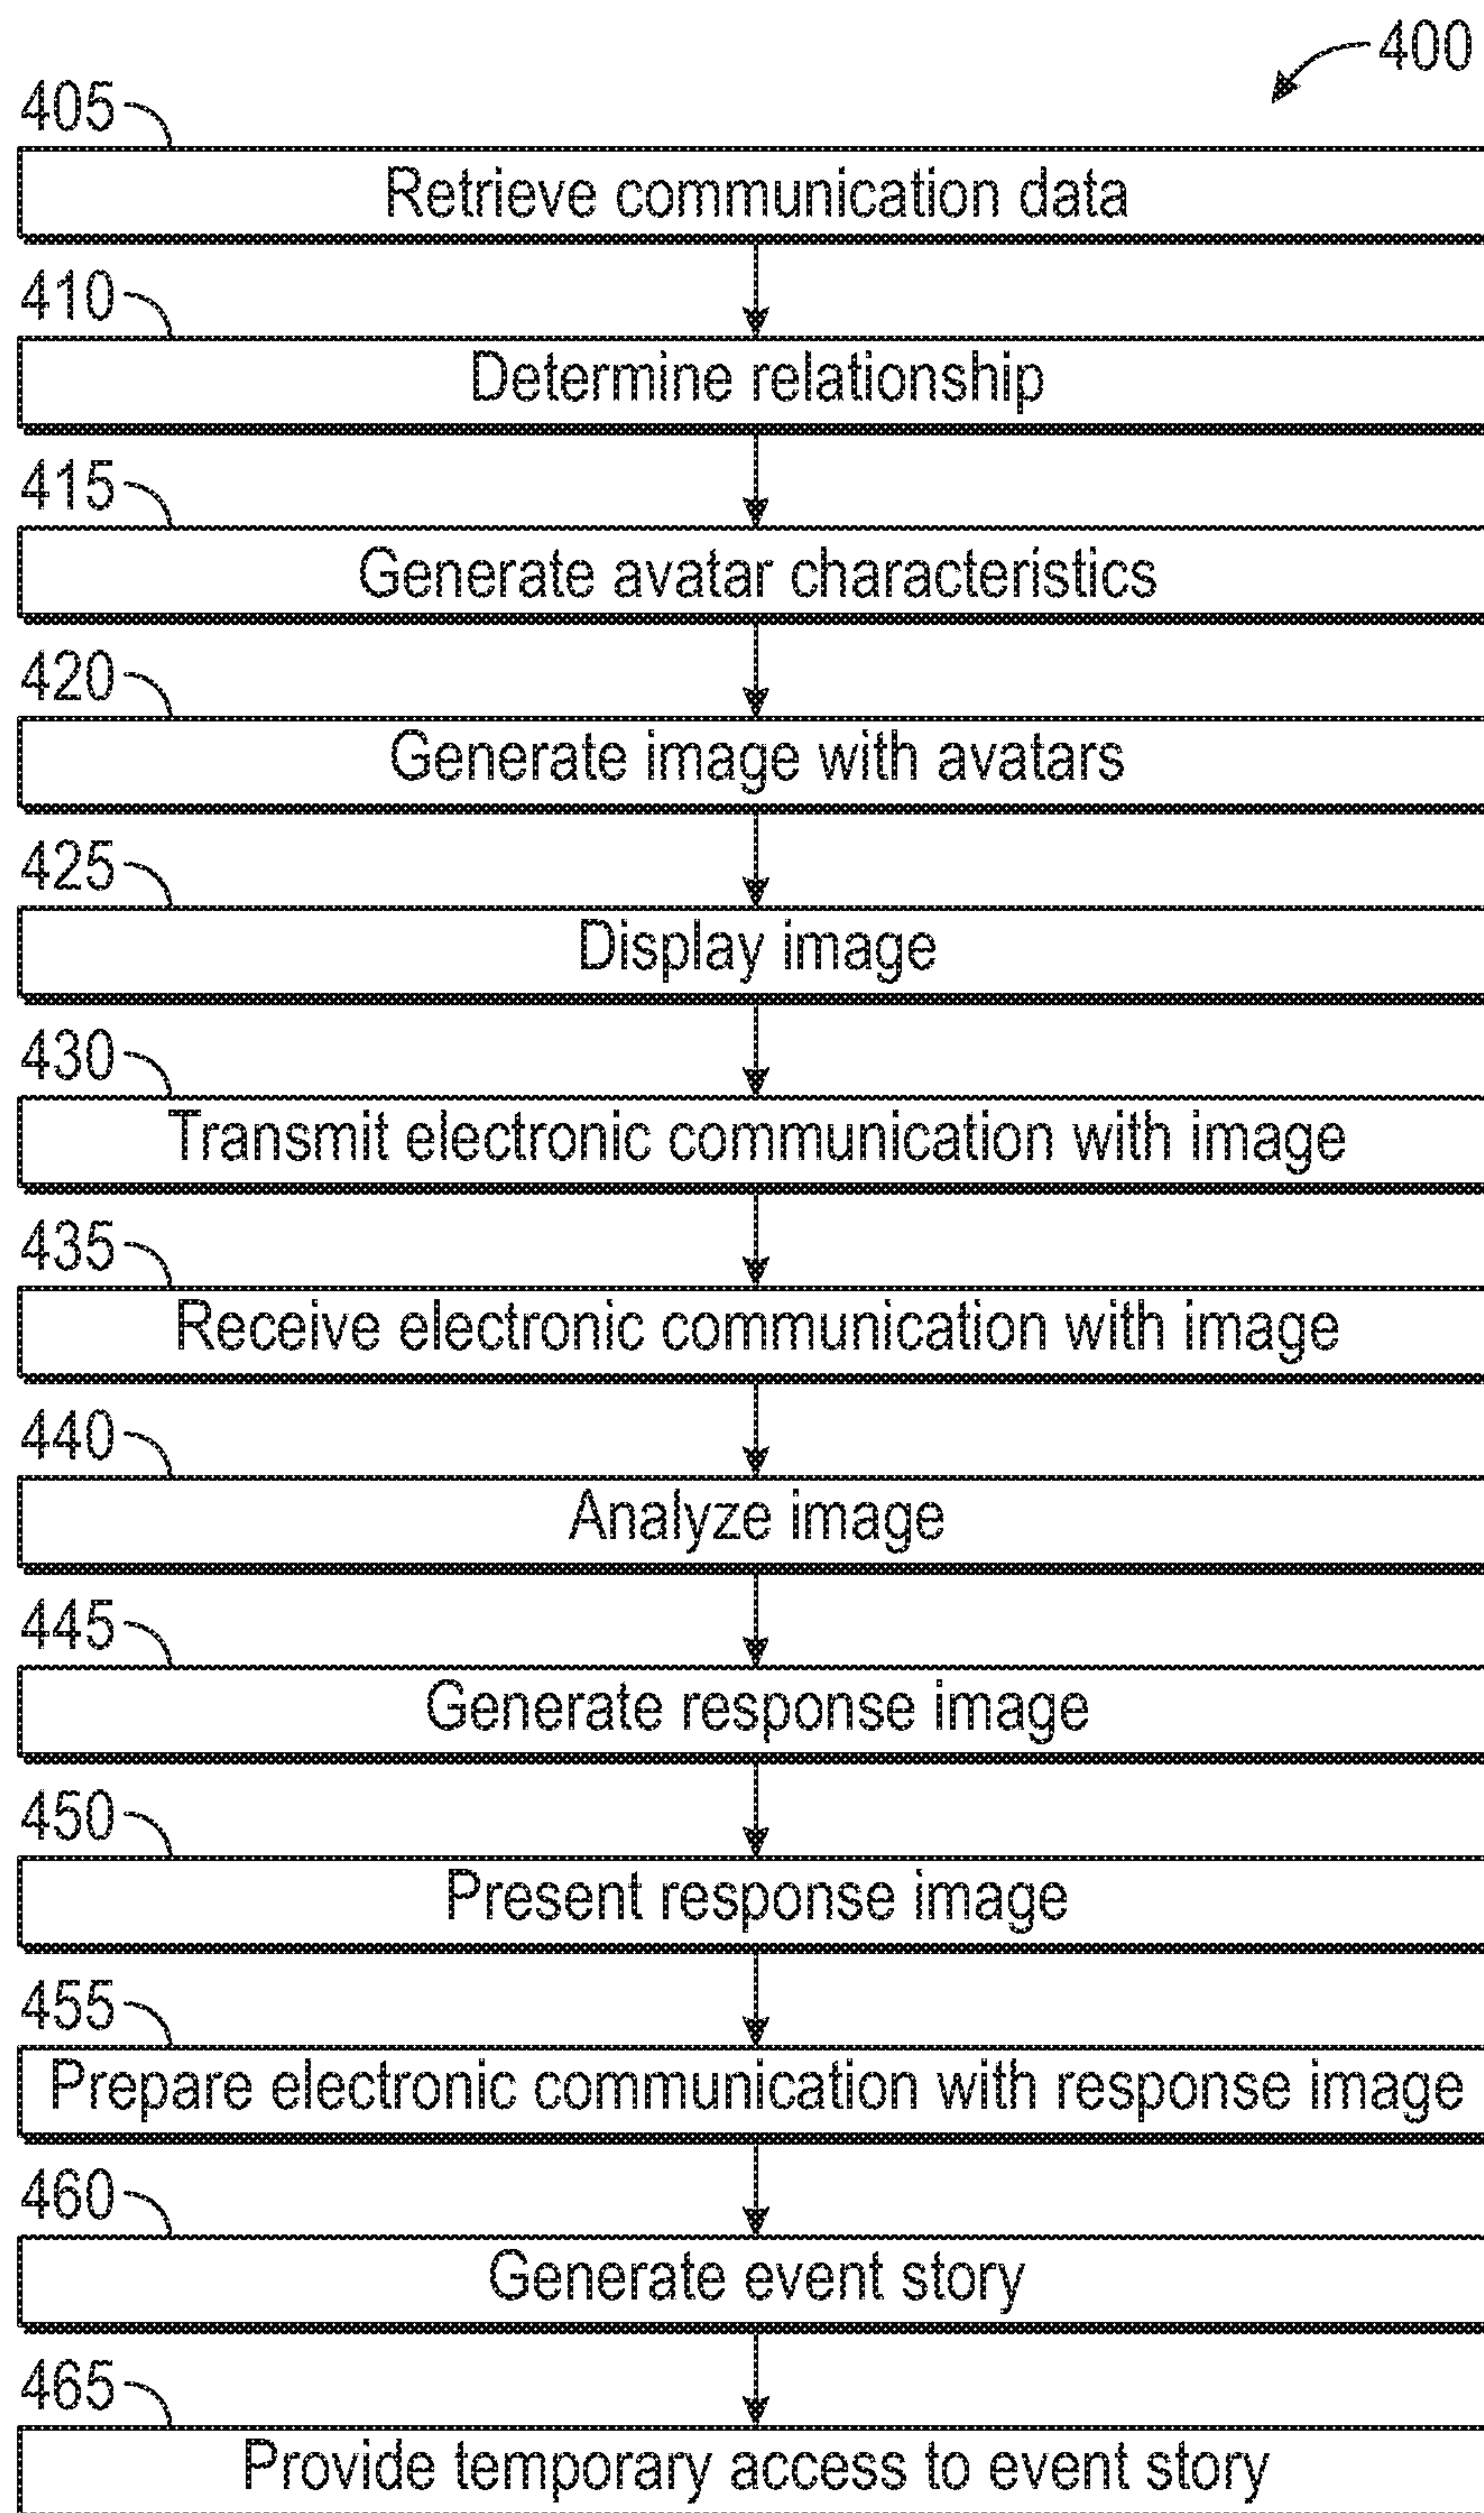 400
405
Retrieve communication data
410
Determine relationship
415
Generate avatar characteristics
420
Generate image with avatars
425
Display image
430
Transmit electronic communication with image
435
Receive electronic communication with image
440
Analyze image
445
Generate response image
450
Present response image
455
Prepare electronic communication with response image
460
Generate event story
465
Provide temporary access to event story